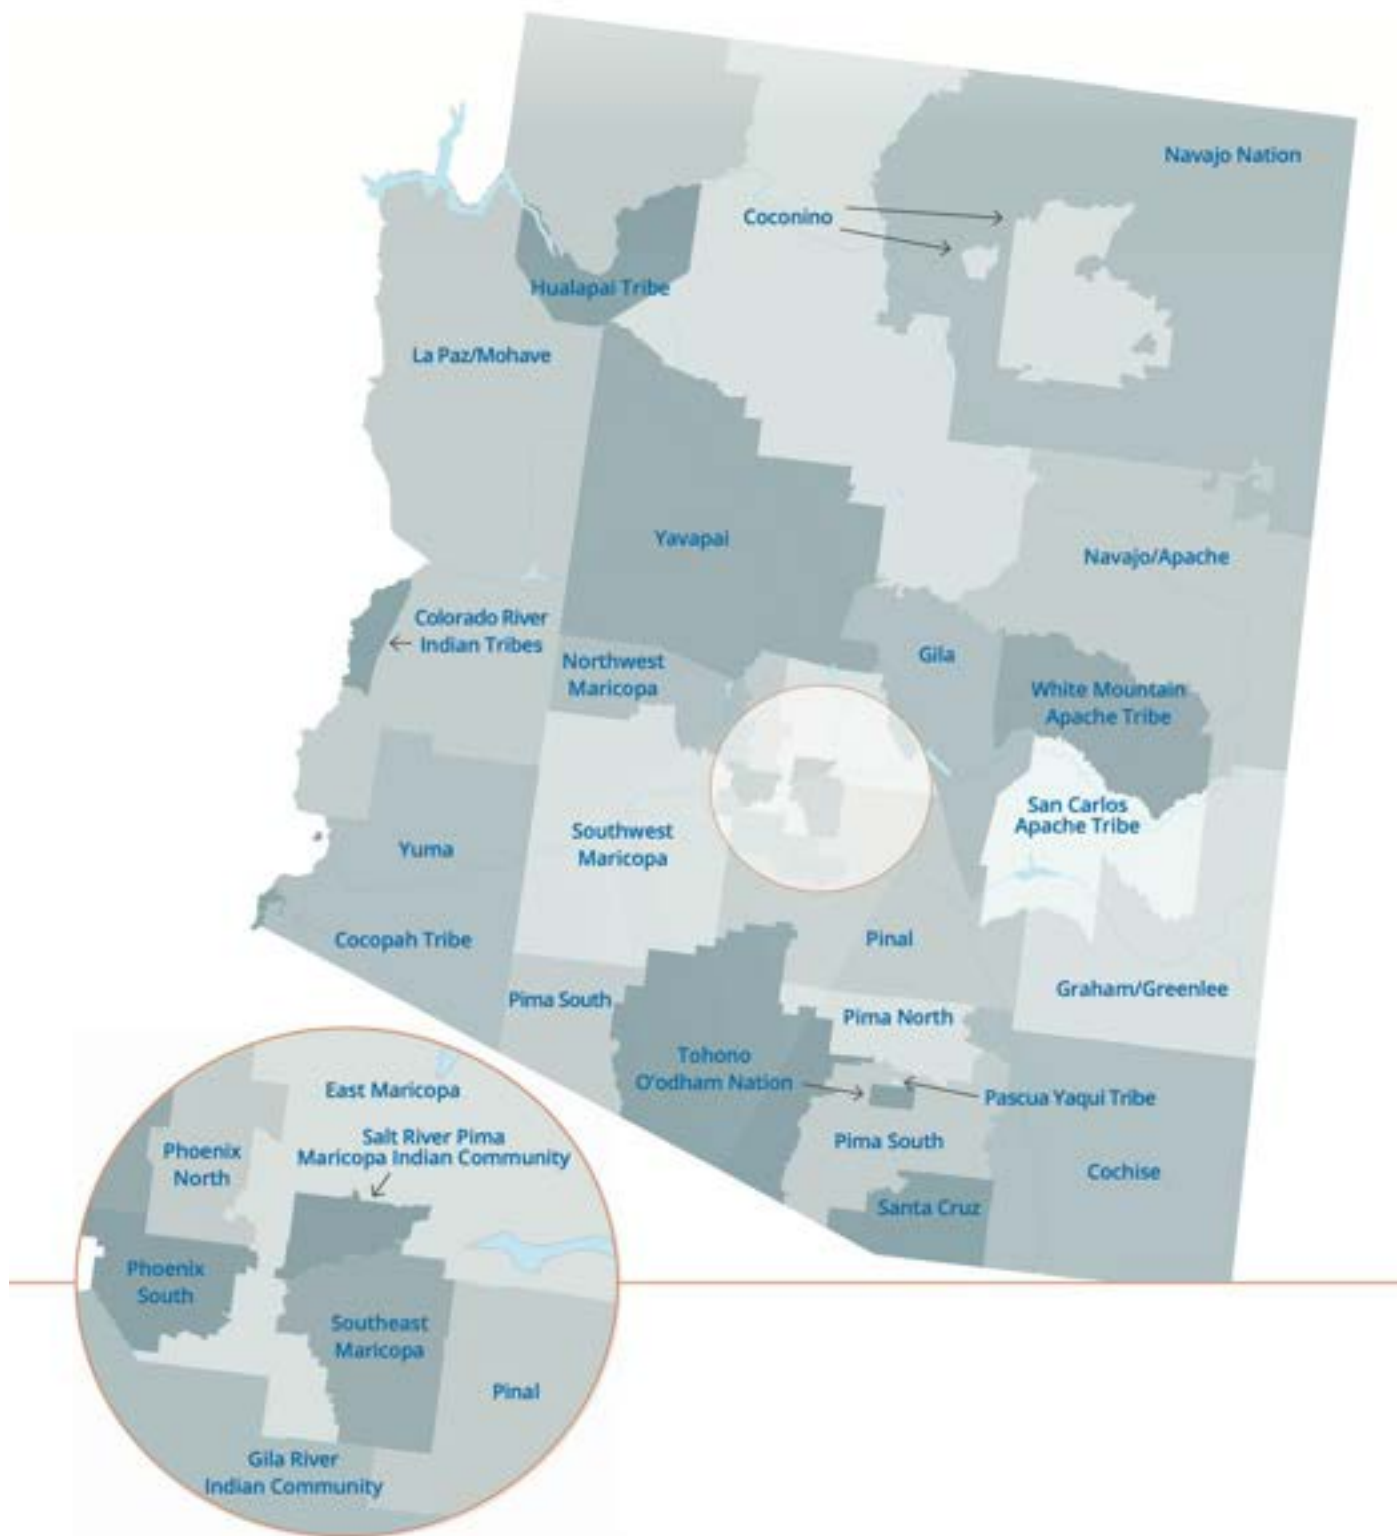 Navajo Nation
Coconino
Hualapai Tribe
La Paz/Mohave
Yavapai
Navajo/Apache
Colorado River
Indian Tribes
Gila
Northwest
Maricopa
White Mountain
Apache Tribe
San Carlos
Apache Tribe
Southwest
Maricopa
Yuma
Cocopah Tribe
Pinal
Graham/Greenlee
Pima South
Pima North
Tohono
O'odham Nation
Pascua Yaqui Tribe
Pima South
Cochise
Santa Cruz
East Maricopa
Salt River Pima
Maricopa Indian Community
Phoenix
North
Phoenix
South
Southeast
Maricopa
Pinal
Gila River
Indian Community